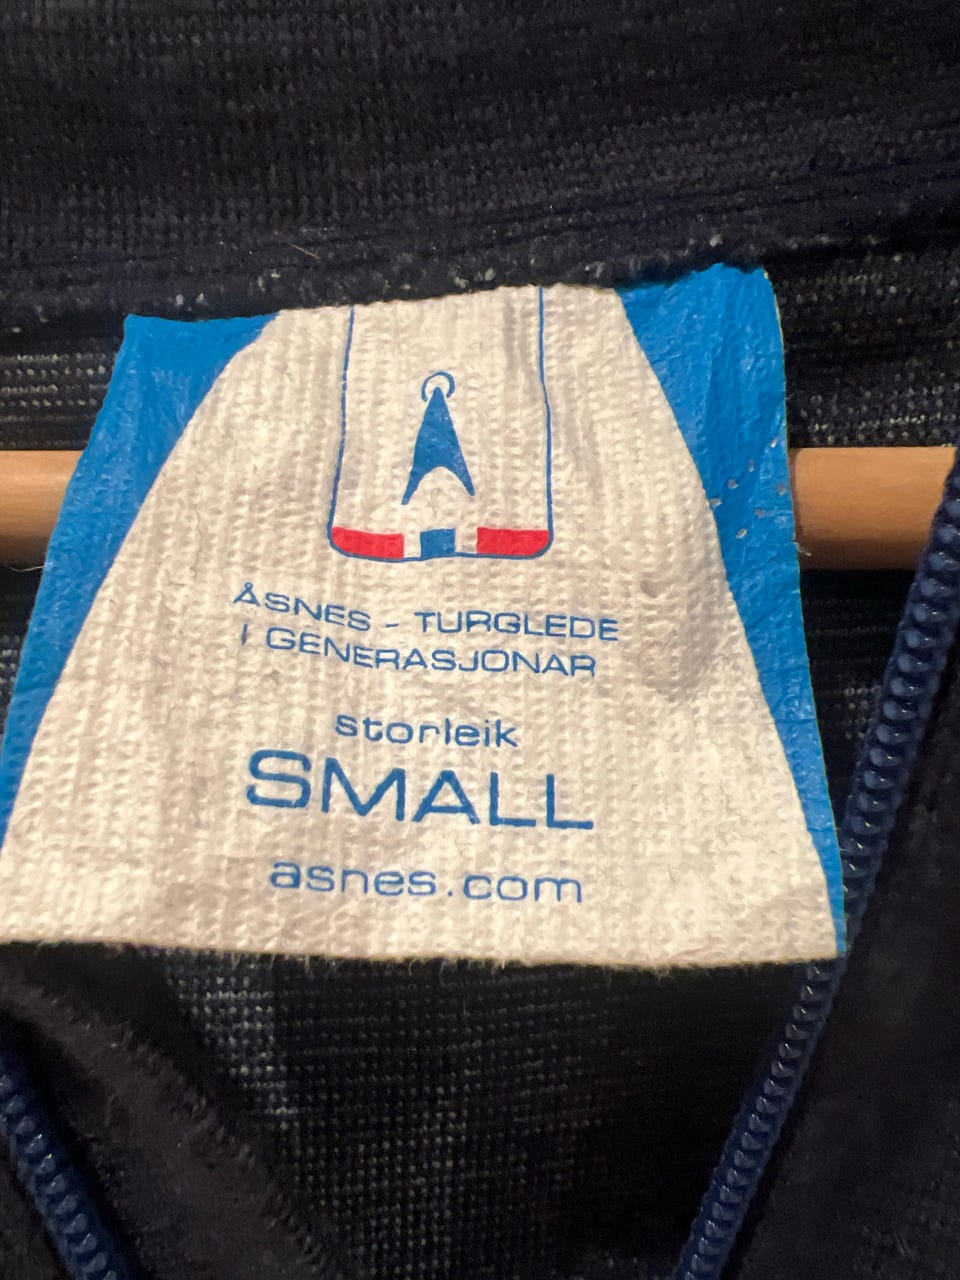 ÅSNES - TURGLEDE
I GENERASJONAR
storleik
SMALL
asnes.com